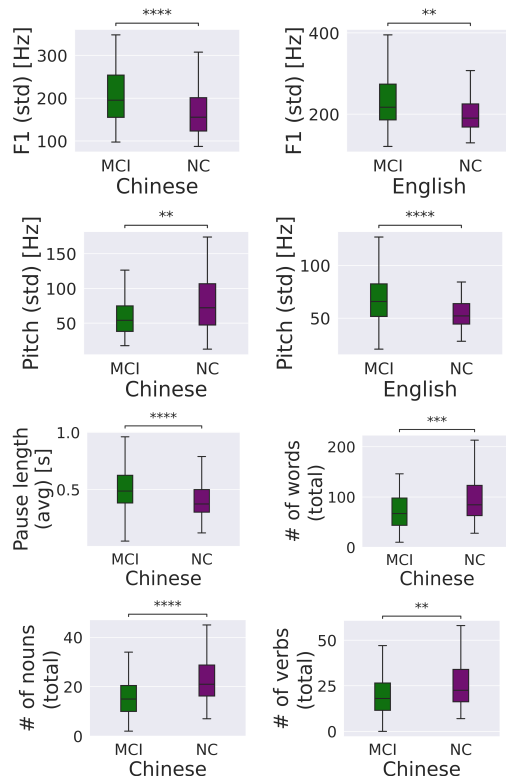 **** **
F1 (std) [Hz] 300 200 100 F1 (std) [Hz] 400 200
MCI NC MCI NC
Chinese English
** ****
Pitch (std) [Hz] 150 100 50 Pitch (std) [Hz] 100 50
MCI NC MCI NC
Chinese English
**** ***
Pause length
(avg) [s] 1.0 0.5 # of words
(total) 200 100 0
MCI NC MCI NC
Chinese Chinese
**** **
# of nouns
(total) 40 20 0 # of verbs
(total) 50 25 0
MCI NC MCI NC
Chinese Chinese